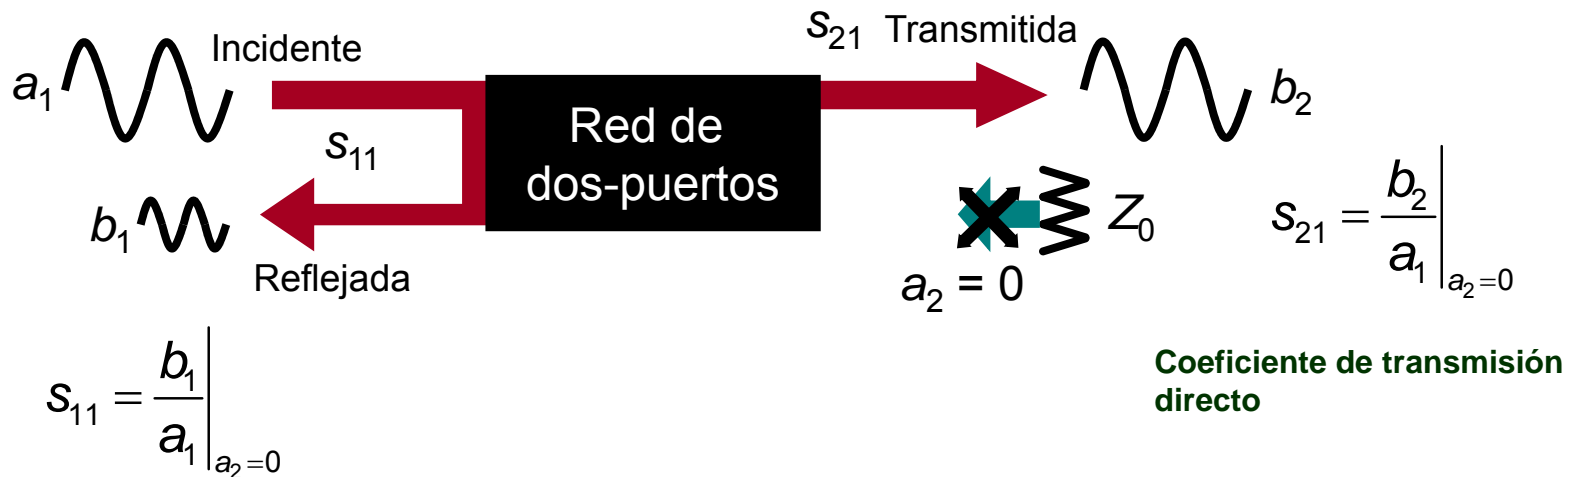 s21 Transmitida
Incidente
a1
b2
Red de
dos-puertos
s11
b1
Reflejada
Z0
a2 = 0
s21 = b2 / a1 |a2=0
s11 = b1 / a1 |a2=0
Coeficiente de transmisión
directo